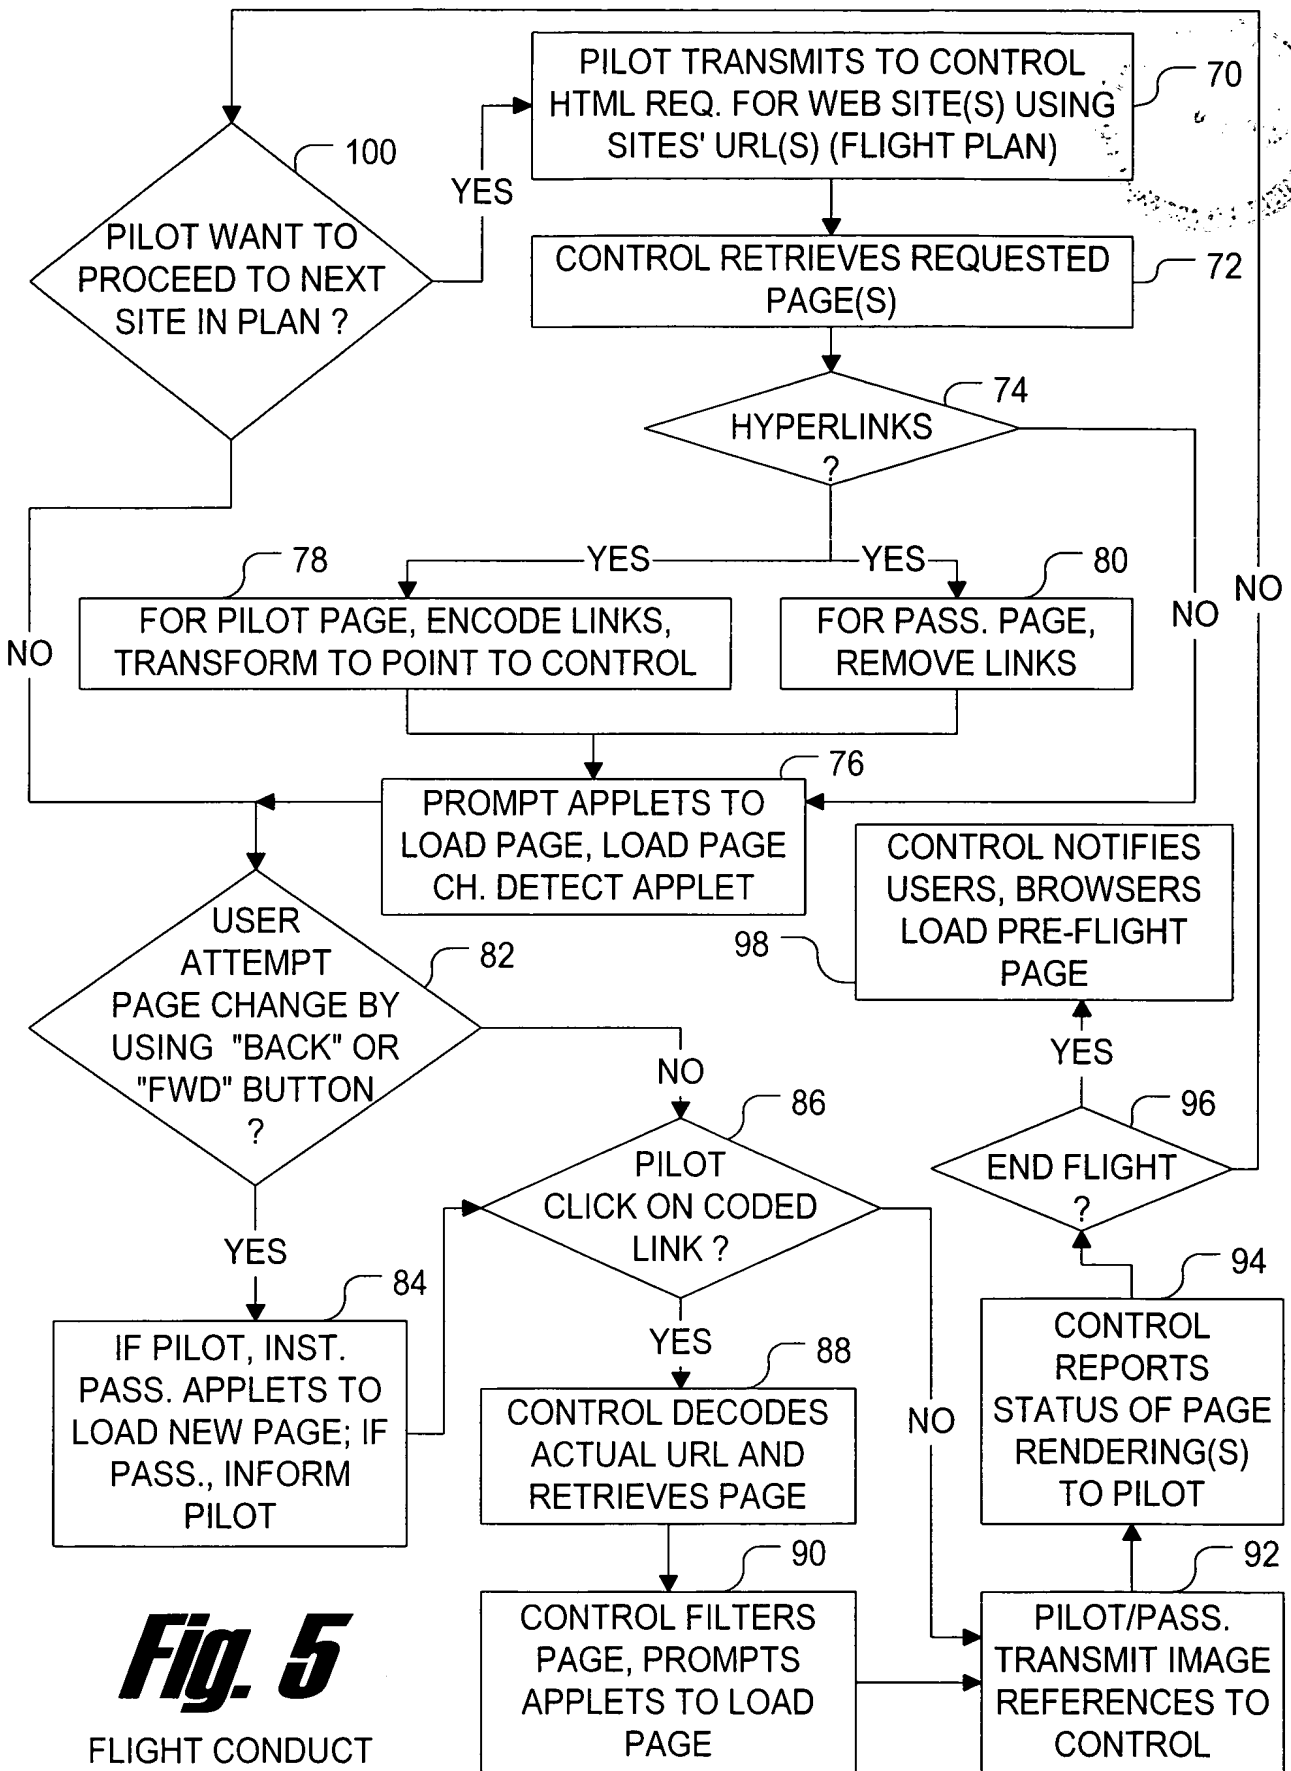 PILOT TRANSMITS TO CONTROL
HTML REQ. FOR WEB SITE(S) USING
SITES' URL(S) (FLIGHT PLAN)
70
100
YES
PILOT WANT TO
PROCEED TO NEXT
SITE IN PLAN ?
CONTROL RETRIEVES REQUESTED
PAGE(S)
72
74
HYPERLINKS
?
78
YES
YES
80
NO
NO
NO
FOR PILOT PAGE, ENCODE LINKS,
TRANSFORM TO POINT TO CONTROL
FOR PASS. PAGE,
REMOVE LINKS
76
PROMPT APPLETS TO
LOAD PAGE, LOAD PAGE
CH. DETECT APPLET
CONTROL NOTIFIES
USERS, BROWSERS
LOAD PRE-FLIGHT
PAGE
98
USER
ATTEMPT
PAGE CHANGE BY
USING "BACK" OR
"FWD" BUTTON
?
82
NO
YES
86
96
PILOT
CLICK ON CODED
LINK ?
END FLIGHT
?
YES
84
YES
94
IF PILOT, INST.
PASS. APPLETS TO
LOAD NEW PAGE; IF
PASS., INFORM
PILOT
88
CONTROL DECODES
ACTUAL URL AND
RETRIEVES PAGE
NO
CONTROL
REPORTS
STATUS OF PAGE
RENDERING(S)
TO PILOT
90
92
CONTROL FILTERS
PAGE, PROMPTS
APPLETS TO LOAD
PAGE
PILOT/PASS.
TRANSMIT IMAGE
REFERENCES TO
CONTROL
Fig. 5
FLIGHT CONDUCT